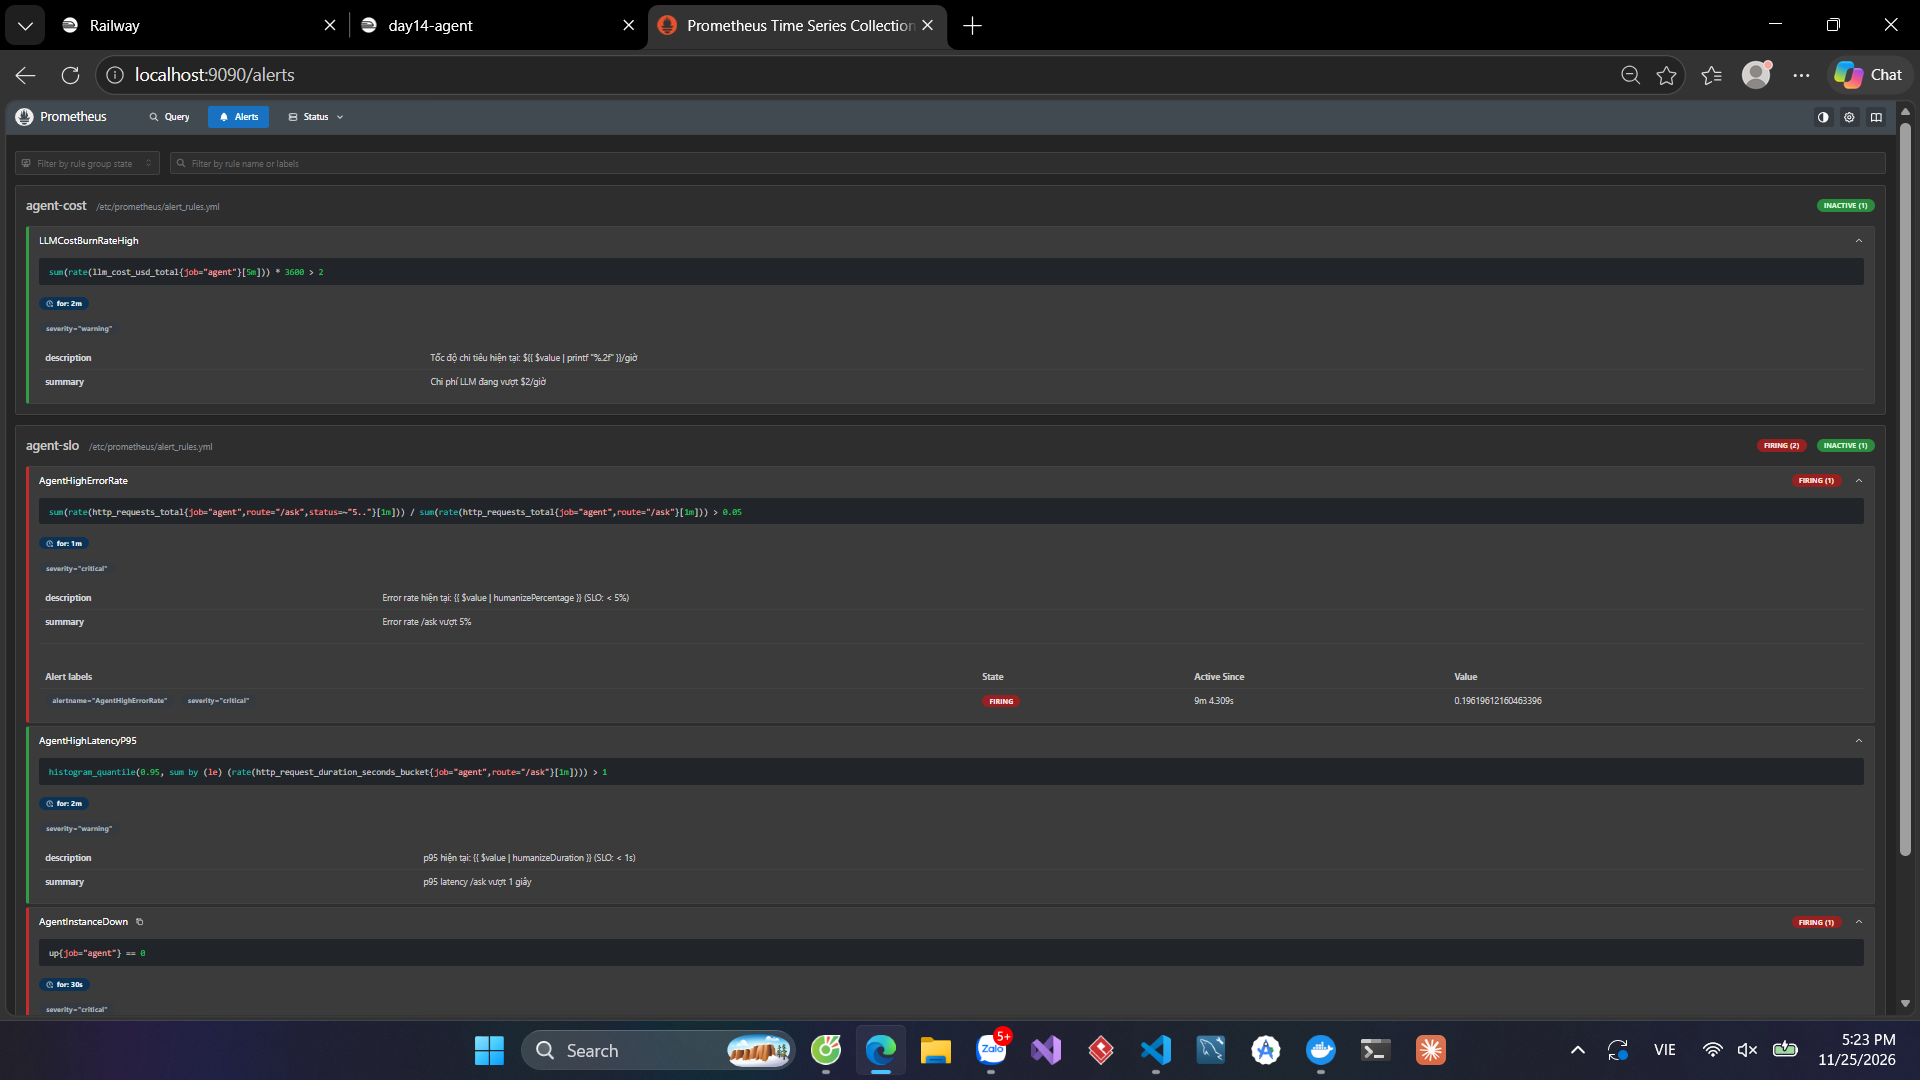 Railway
day14-agent
Prometheus Time Series Collection
localhost:9090/alerts
Chat
Prometheus
Query
Alerts
Status
Filter by rule group state
Filter by rule name or labels
agent-cost /etc/prometheus/alert_rules.yml
INACTIVE (1)
LLMCostBurnRateHigh
sum(rate(llm_cost_usd_total{job="agent"}[5m])) * 3600 > 2
for: 2m
severity="warning"
description Tốc độ chi tiêu hiện tại: ${{ $value | printf "%.2f" }}/giờ
summary Chi phí LLM đang vượt $2/giờ
agent-slo /etc/prometheus/alert_rules.yml
FIRING (2) INACTIVE (1)
AgentHighErrorRate
FIRING (1)
sum(rate(http_requests_total{job="agent",route="/ask",status=~"5.."}[1m])) / sum(rate(http_requests_total{job="agent",route="/ask"}[1m])) > 0.05
for: 1m
severity="critical"
description Error rate hiện tại: {{ $value | humanizePercentage }} (SLO: < 5%)
summary Error rate /ask vượt 5%
Alert labels State Active Since Value
alertname="AgentHighErrorRate" severity="critical" FIRING 9m 4.309s 0.19619612160463396
AgentHighLatencyP95
histogram_quantile(0.95, sum by (le) (rate(http_request_duration_seconds_bucket{job="agent",route="/ask"}[1m]))) > 1
for: 2m
severity="warning"
description p95 hiện tại: {{ $value | humanizeDuration }} (SLO: < 1s)
summary p95 latency /ask vượt 1 giây
AgentInstanceDown
FIRING (1)
up{job="agent"} == 0
for: 30s
severity="critical"
Search
Zalo
5+
VIE
5:23 PM
11/25/2026